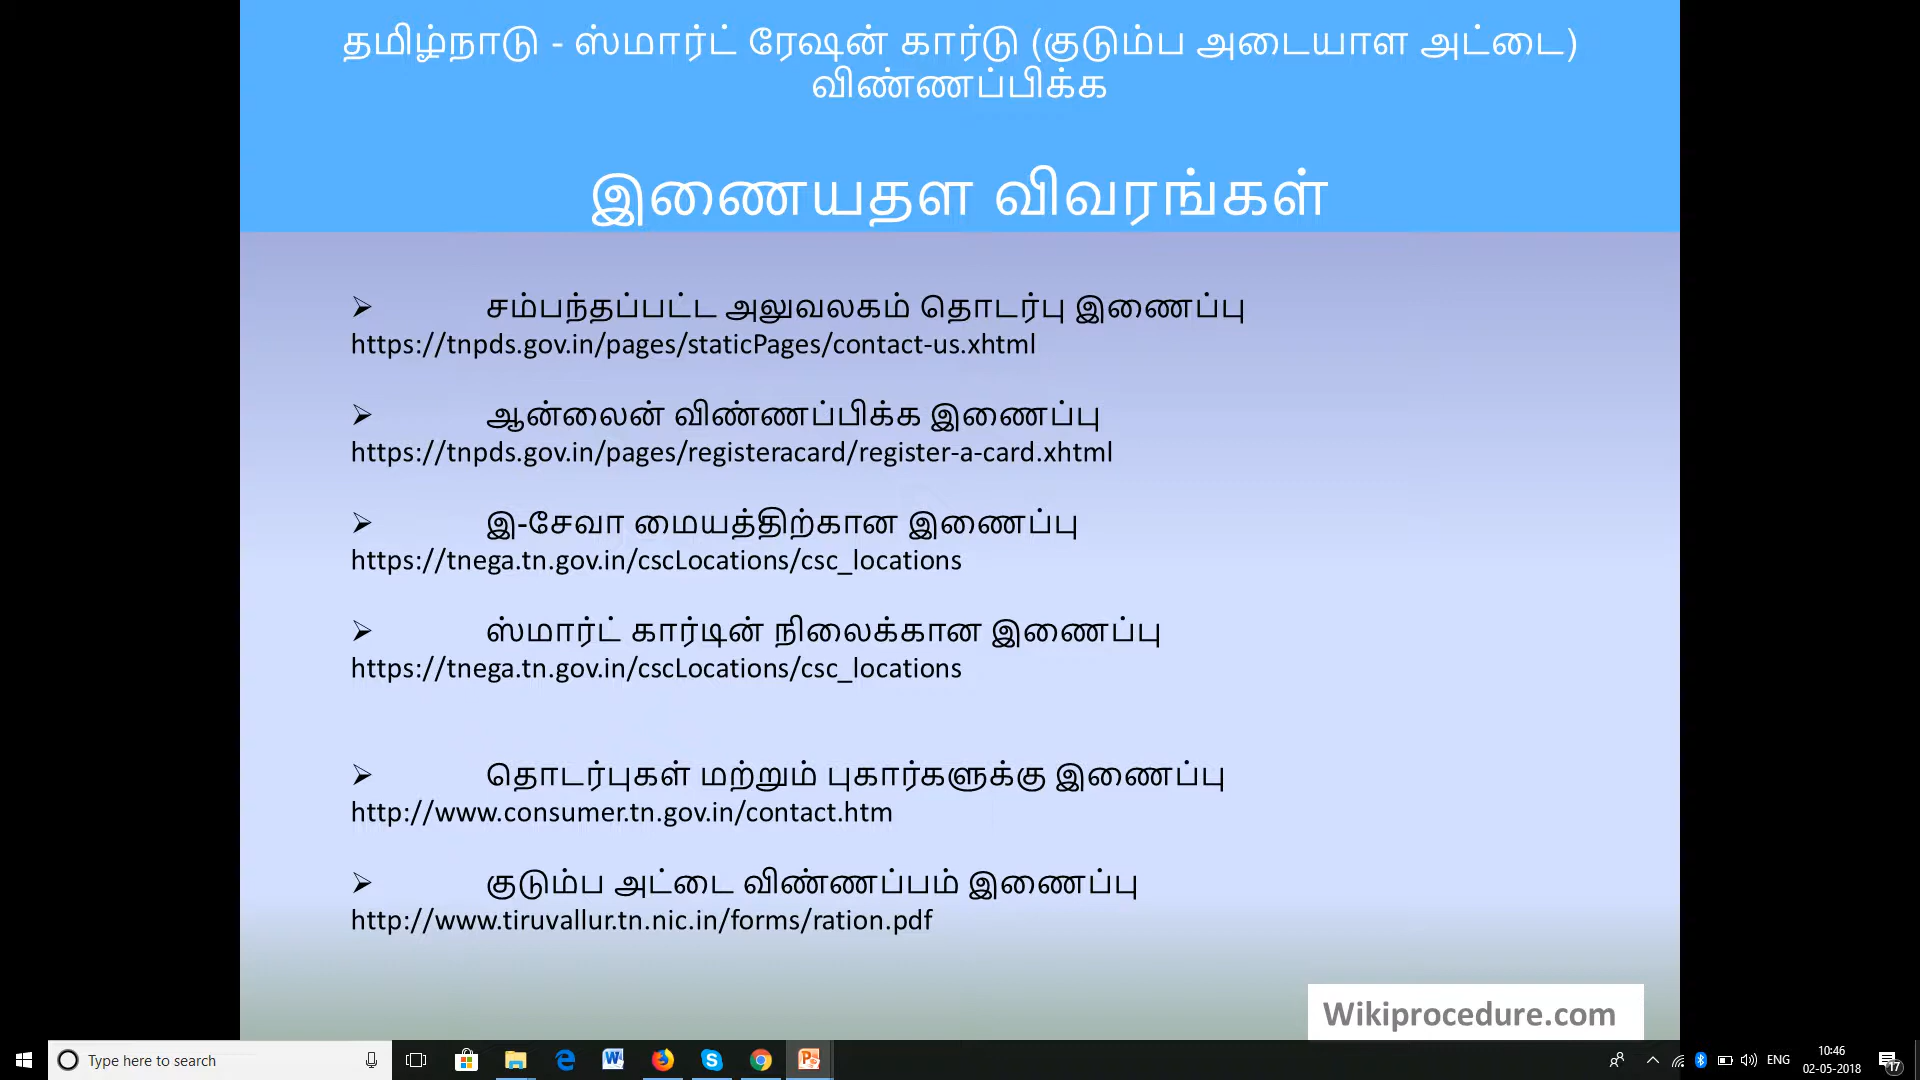 தமிழ்நாடு - ஸ்மார்ட் ரேஷன் கார்டு (குடும்ப அடையாள அட்டை)
விண்ணப்பிக்க
இணையதள விவரங்கள்
➢ சம்பந்தப்பட்ட அலுவலகம் தொடர்பு இணைப்பு
https://tnpds.gov.in/pages/staticPages/contact-us.xhtml
➢ ஆன்லைன் விண்ணப்பிக்க இணைப்பு
https://tnpds.gov.in/pages/registeracard/register-a-card.xhtml
➢ இ-சேவா மையத்திற்கான இணைப்பு
https://tnega.tn.gov.in/cscLocations/csc_locations
➢ ஸ்மார்ட் கார்டின் நிலைக்கான இணைப்பு
https://tnega.tn.gov.in/cscLocations/csc_locations
➢ தொடர்புகள் மற்றும் புகார்களுக்கு இணைப்பு
http://www.consumer.tn.gov.in/contact.htm
➢ குடும்ப அட்டை விண்ணப்பம் இணைப்பு
http://www.tiruvallur.tn.nic.in/forms/ration.pdf
Wikiprocedure.com
Type here to search
ENG
10:46
02-05-2018
17